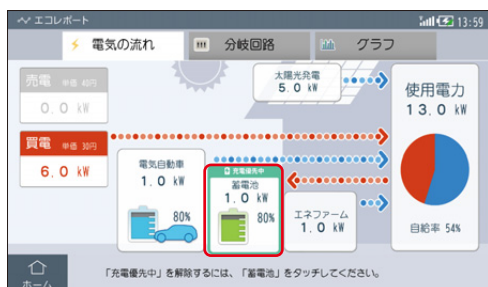 エコレポート
13:59
電気の流れ
分岐回路
グラフ
売電 単価 40円
0.0 kW
太陽光発電
5.0 kW
使用電力
13.0 kW
買電 単価 30円
6.0 kW
電気自動車
1.0 kW
80%
充電優先中
蓄電池
1.0 kW
80%
エネファーム
1.0 kW
自給率 54%
ホーム
「充電優先中」を解除するには、「蓄電池」をタッチしてください。